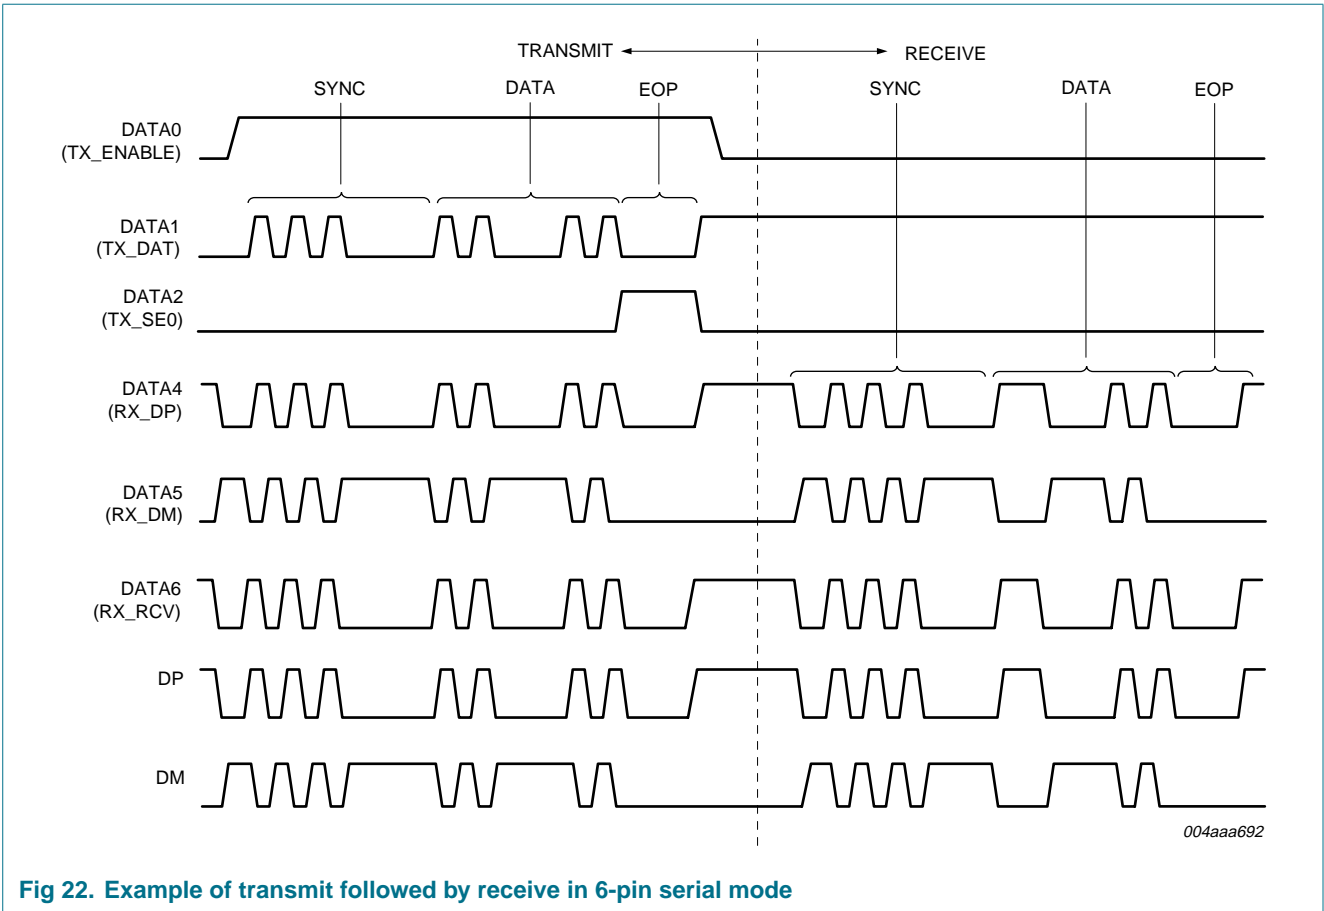 TRANSMIT
RECEIVE
SYNC
DATA
EOP
SYNC
DATA
EOP
DATA0
(TX_ENABLE)
DATA1
(TX_DAT)
DATA2
(TX_SE0)
DATA4
(RX_DP)
DATA5
(RX_DM)
DATA6
(RX_RCV)
DP
DM
004aaa692
Fig 22. Example of transmit followed by receive in 6-pin serial mode